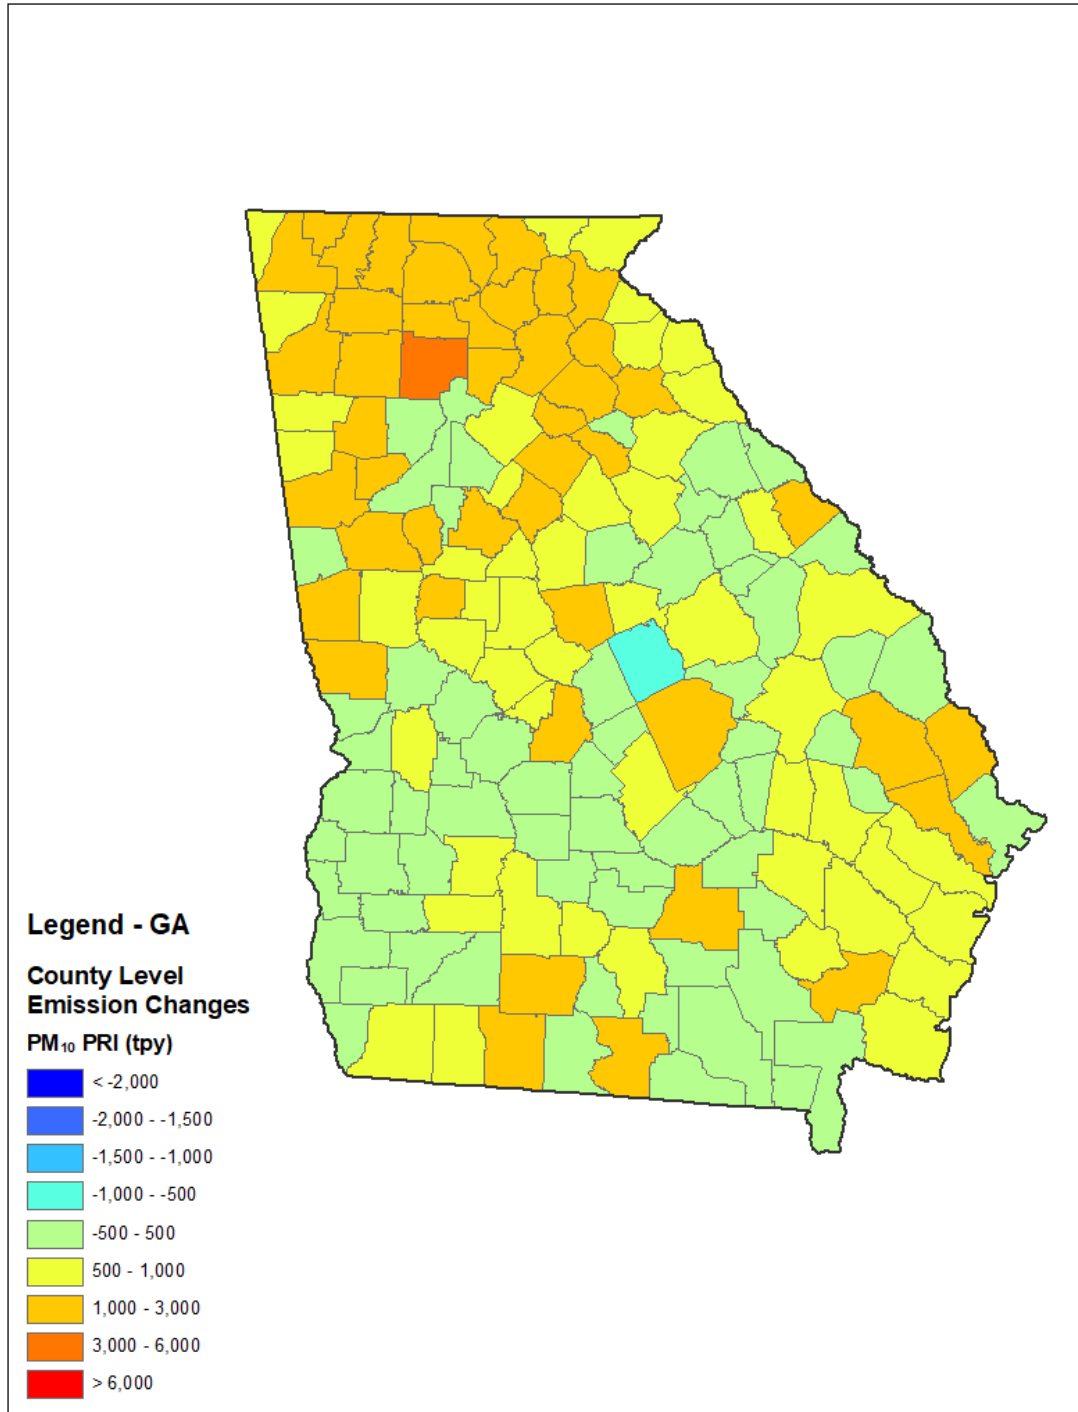 Legend - GA
County Level
Emission Changes
PM₁₀ PRI (tpy)
< -2,000
-2,000 - -1,500
-1,500 - -1,000
-1,000 - -500
-500 - 500
500 - 1,000
1,000 - 3,000
3,000 - 6,000
> 6,000